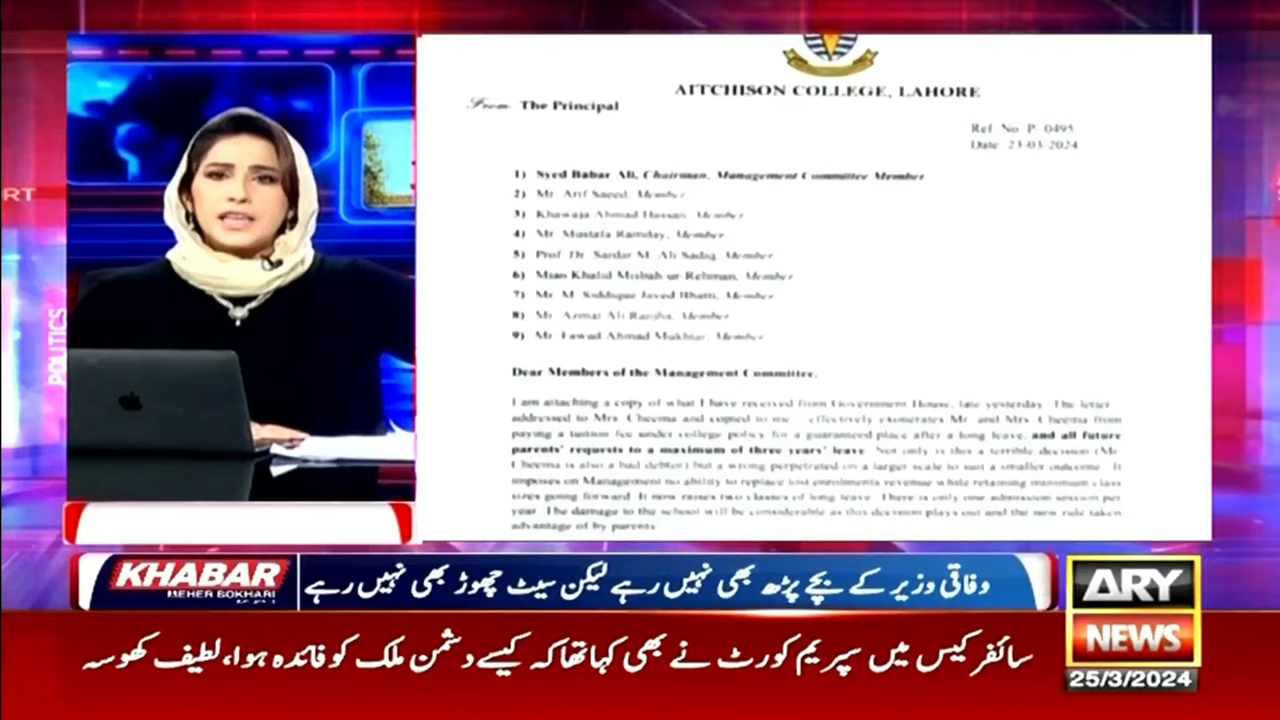 AITCHISON COLLEGE, LAHORE
From The Principal
Ref No P 0495
Date 23-03-2024
1) Syed Babar Ali, Chairman, Management Committee Member
2) Mr. Arif Saeed, Member
3) Khawaja Ahmad Hassan, Member
4) Mr. Mustafa Ramday, Member
5) Prof. Dr. Sardar M. Ali Sadiq, Member
6) Mian Khalid Misbah-ur-Rehman, Member
7) Mr. M. Siddique Javed Bhatti, Member
8) Mr. Azmat Ali Ranjha, Member
9) Mr. Fawad Ahmad Mukhtar, Member
Dear Members of the Management Committee,
I am attaching a copy of what I have received from Government House, late yesterday. The letter
addressed to Mrs. Cheema and copied to me effectively exonerates Mr and Mrs. Cheema from
paying a tuition fee under college policy for a guaranteed place after a long leave, and all future
parents' requests to a maximum of three years' leave. Not only is this a terrible decision (Mr.
Cheema is also a bad debtor) but a wrong perpetrated on a larger scale to suit a smaller outcome. It
imposes on Management no ability to replace lost enrolments revenue while retaining minimum class
sizes going forward. It now raises two classes of long leave. There is only one admission session per
year. The damage to the school will be considerable as this decision plays out and the new rule taken
advantage of by parents.
POLITICS
KHABAR
MEHER BOKHARI
وفاقی وزیر کے بچے پڑھ بھی نہیں رہے لیکن سیٹ چھوڑ بھی نہیں رہے
سائفر کیس میں سپریم کورٹ نے بھی کہا تھا کہ کیسے دشمن ملک کو فائدہ ہوا، لطیف کھوسہ
ARY
NEWS
25/3/2024